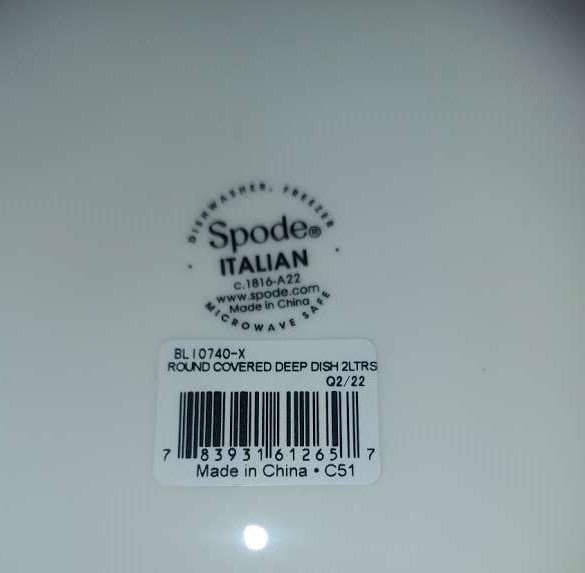 DISHWASHER, FREEZER
Spode®
ITALIAN
c.1816-A22
www.spode.com
Made in China
MICROWAVE SAFE
BLI0740-X
ROUND COVERED DEEP DISH 2LTRS
Q2/22
7 83931 61265 7
Made in China • C51